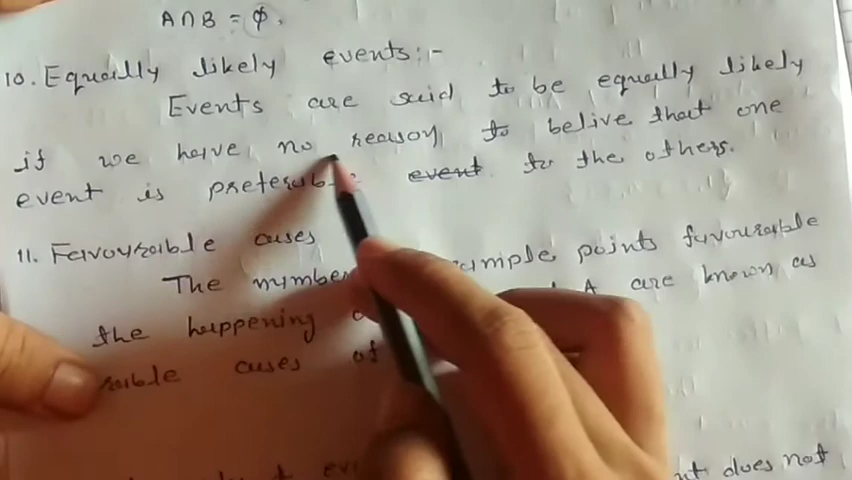 A∩B = ϕ.
10. Equally likely events:-
Events are said to be equally likely
if we have no reason to belive that one
event is preferable event to the others.
11. Favourable cases
The number sample points favourable
the happening A are known as
cases of
does not